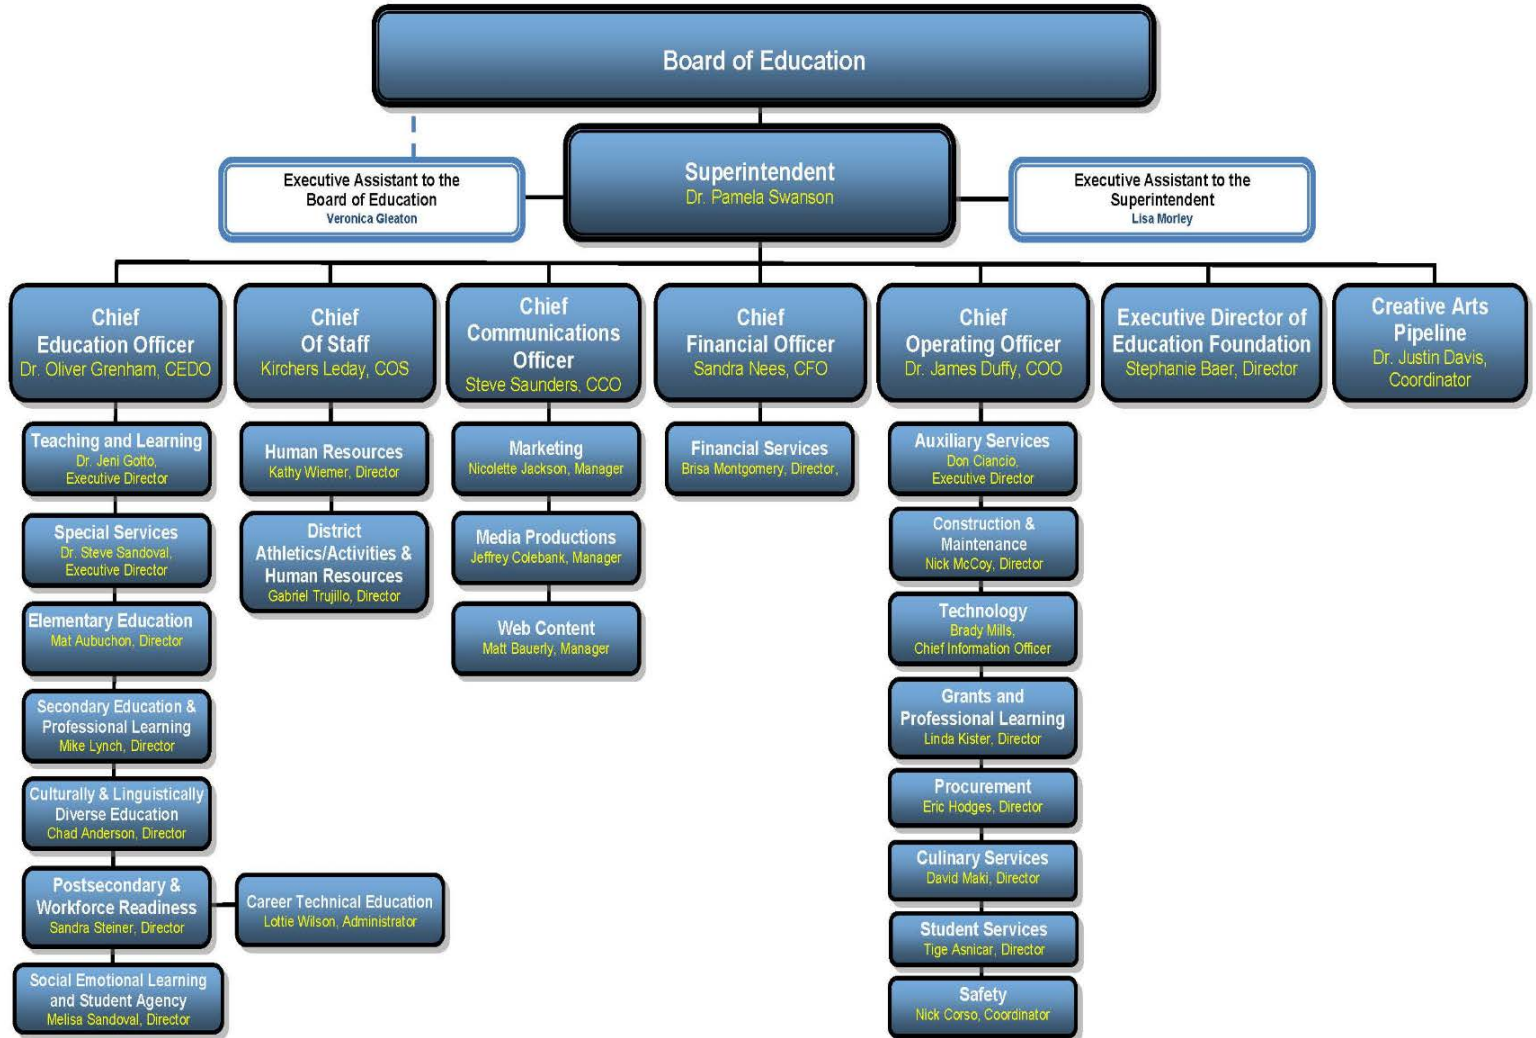 Board of Education
Superintendent
Dr. Pamela Swanson
Executive Assistant to the
Board of Education
Veronica Gleaton
Executive Assistant to the
Superintendent
Lisa Morley
Chief
Education Officer
Dr. Oliver Grenham, CEDO
Chief
Of Staff
Kirchers Leday, COS
Chief
Communications
Officer
Steve Saunders, CCO
Chief
Financial Officer
Sandra Nees, CFO
Chief
Operating Officer
Dr. James Duffy, COO
Executive Director of
Education Foundation
Stephanie Baer, Director
Creative Arts
Pipeline
Dr. Justin Davis,
Coordinator
Teaching and Learning
Dr. Jeni Gotto,
Executive Director
Special Services
Dr. Steve Sandoval,
Executive Director
Elementary Education
Mat Aubuchon, Director
Secondary Education &
Professional Learning
Mike Lynch, Director
Culturally & Linguistically
Diverse Education
Chad Anderson, Director
Postsecondary &
Workforce Readiness
Sandra Steiner, Director
Career Technical Education
Lottie Wilson, Administrator
Social Emotional Learning
and Student Agency
Melisa Sandoval, Director
Human Resources
Kathy Wiemer, Director
District
Athletics/Activities &
Human Resources
Gabriel Trujillo, Director
Marketing
Nicolette Jackson, Manager
Media Productions
Jeffrey Colebank, Manager
Web Content
Matt Bauerly, Manager
Financial Services
Brisa Montgomery, Director,
Auxiliary Services
Don Ciancio,
Executive Director
Construction &
Maintenance
Nick McCoy, Director
Technology
Brady Mills,
Chief Information Officer
Grants and
Professional Learning
Linda Kister, Director
Procurement
Eric Hodges, Director
Culinary Services
David Maki, Director
Student Services
Tige Asnicar, Director
Safety
Nick Corso, Coordinator